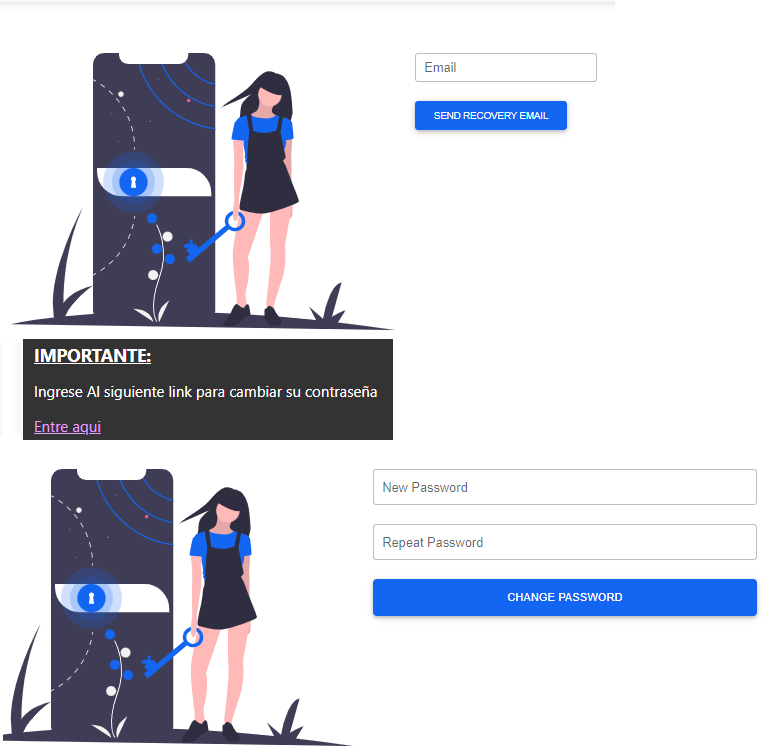 Email
SEND RECOVERY EMAIL
IMPORTANTE:
Ingrese Al siguiente link para cambiar su contraseña
Entre aqui
New Password
Repeat Password
CHANGE PASSWORD